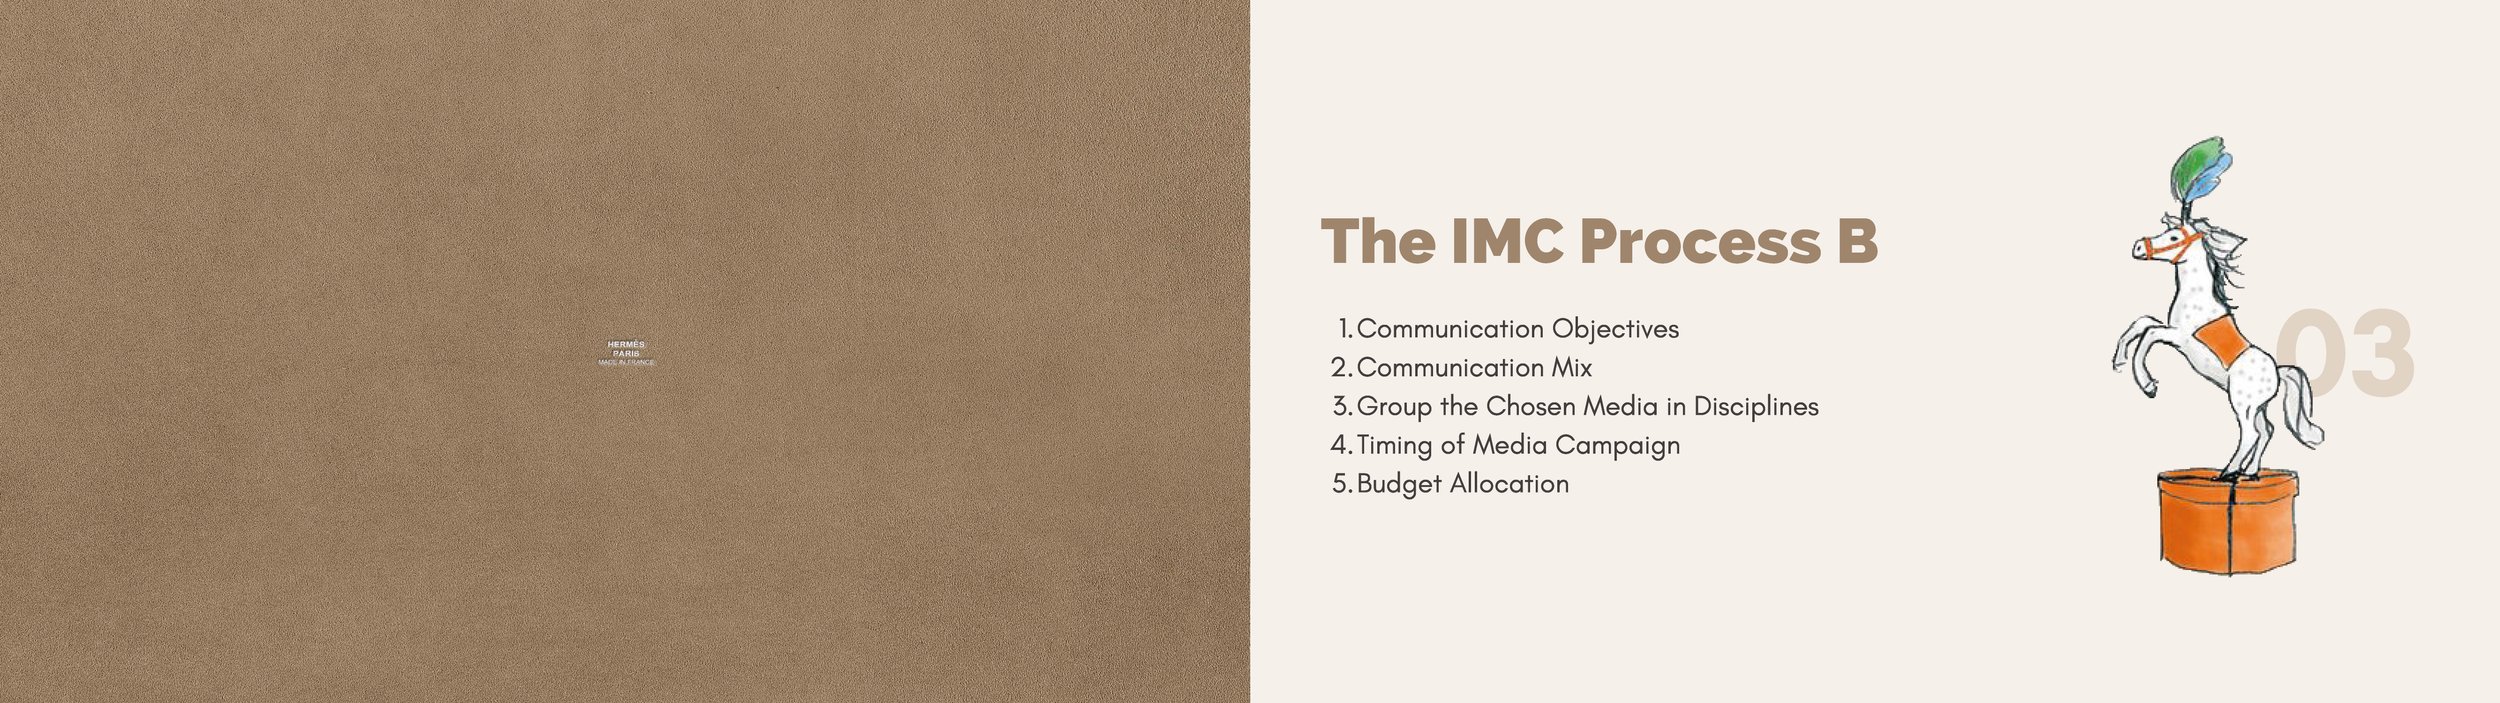 HERMÈS
PARIS
MADE IN FRANCE
The IMC Process B
1. Communication Objectives
2. Communication Mix
3. Group the Chosen Media in Disciplines
4. Timing of Media Campaign
5. Budget Allocation
03